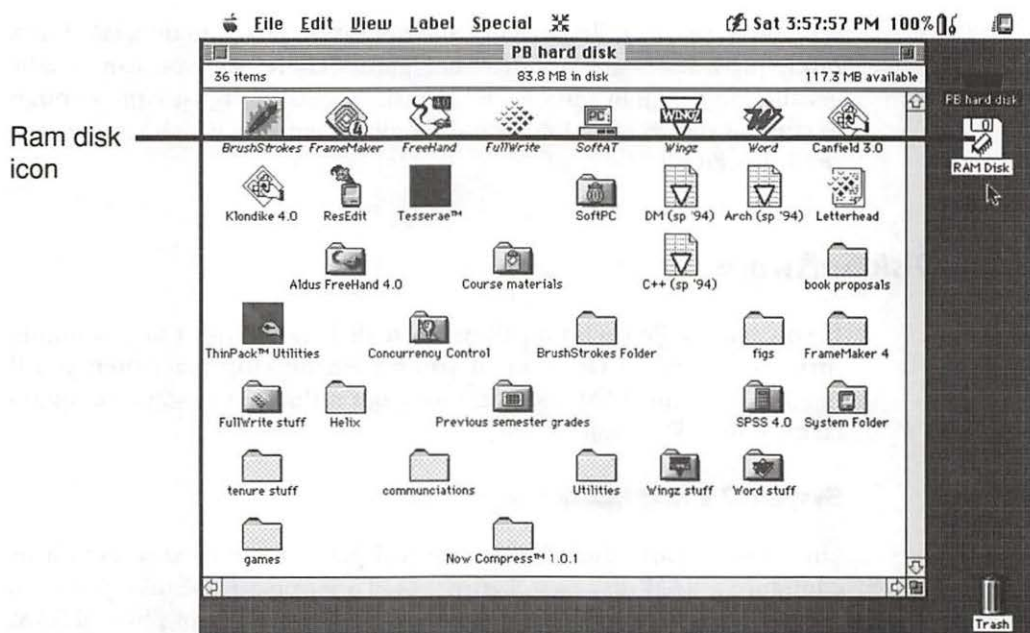 File Edit View Label Special Sat 3:57:57 PM 100%
PB hard disk
36 items 83.8 MB in disk 117.3 MB available
PB hard disk
Ram disk
icon
BrushStrokes FrameMaker FreeHand FullWrite SoftAT Wingz Word Canfield 3.0
RAM Disk
Klondike 4.0 ResEdit Tesserae™ SoftPC DM (sp '94) Arch (sp '94) Letterhead
Aldus FreeHand 4.0 Course materials C++ (sp '94) book proposals
ThinPack™ Utilities Concurrency Control BrushStrokes Folder figs FrameMaker 4
FullWrite stuff Helix Previous semester grades SPSS 4.0 System Folder
tenure stuff communciations Utilities Wingz stuff Word stuff
games Now Compress™ 1.0.1
Trash